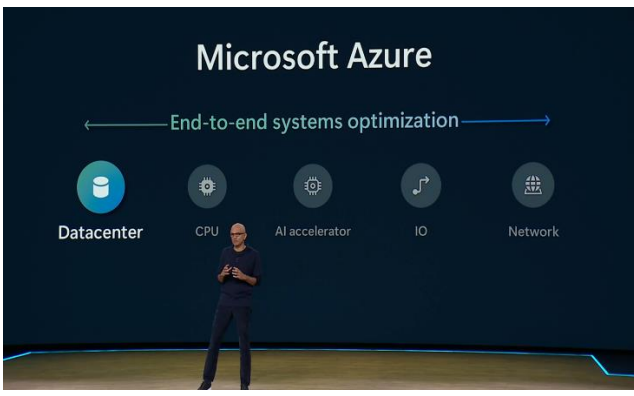 Microsoft Azure
End-to-end systems optimization
Datacenter
CPU
AI accelerator
IO
Network